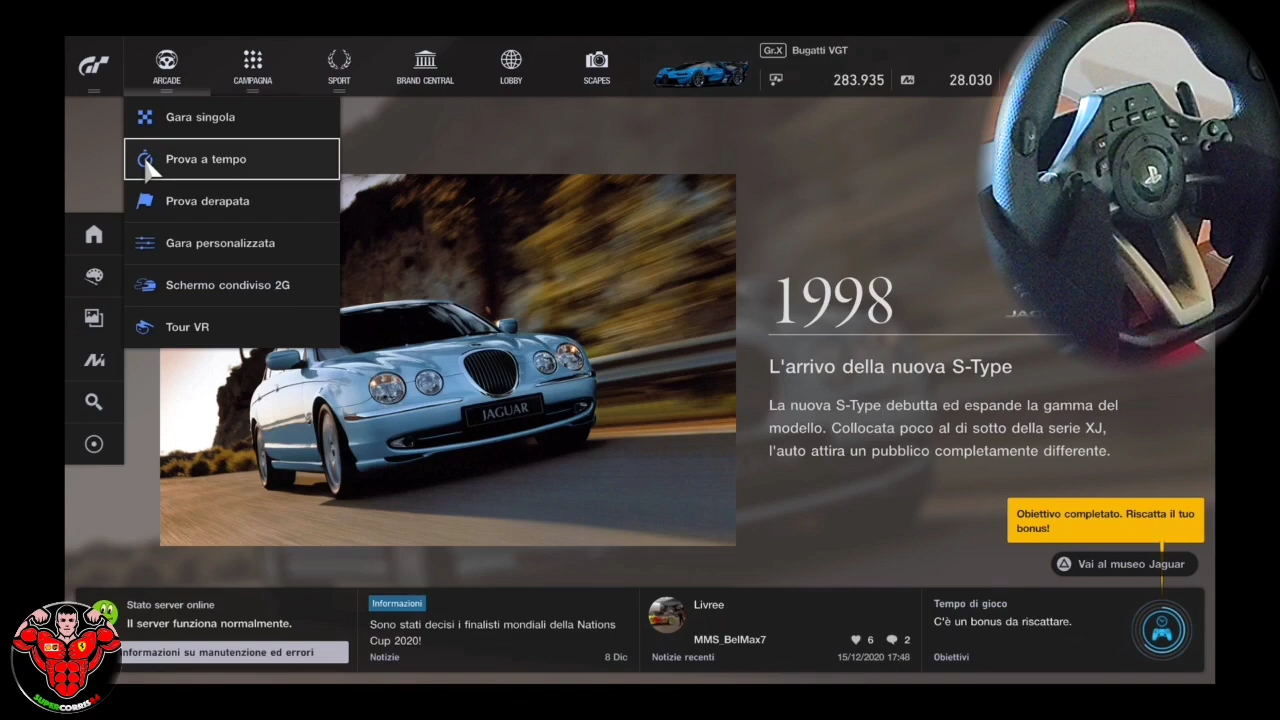 GT
ARCADE
CAMPAGNA
SPORT
BRAND CENTRAL
LOBBY
SCAPES
Gr.X Bugatti VGT
283.935
28.030
Gara singola
Prova a tempo
Prova derapata
Gara personalizzata
Schermo condiviso 2G
Tour VR
JAGUAR
1998
L'arrivo della nuova S-Type
La nuova S-Type debutta ed espande la gamma del
modello. Collocata poco al di sotto della serie XJ,
l'auto attira un pubblico completamente differente.
Obiettivo completato. Riscatta il tuo
bonus!
Vai al museo Jaguar
Stato server online
Il server funziona normalmente.
nformazioni su manutenzione ed errori
Informazioni
Sono stati decisi i finalisti mondiali della Nations
Cup 2020!
Notizie
8 Dic
Livree
MMS_BelMax7
6
2
Notizie recenti
15/12/2020 17:48
Tempo di gioco
C'è un bonus da riscattare.
Obiettivi
SUPERCORRIS84